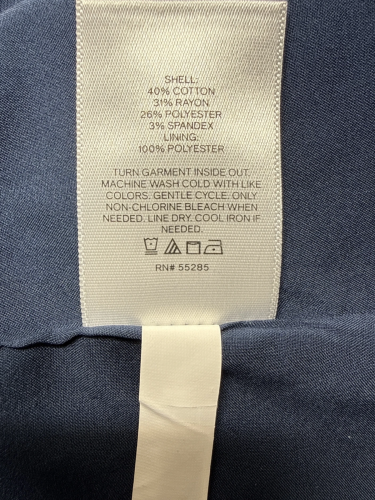 SHELL:
40% COTTON
31% RAYON
26% POLYESTER
3% SPANDEX
LINING:
100% POLYESTER
TURN GARMENT INSIDE OUT.
MACHINE WASH COLD WITH LIKE
COLORS. GENTLE CYCLE. ONLY
NON-CHLORINE BLEACH WHEN
NEEDED. LINE DRY. COOL IRON IF
NEEDED.
RN# 55285